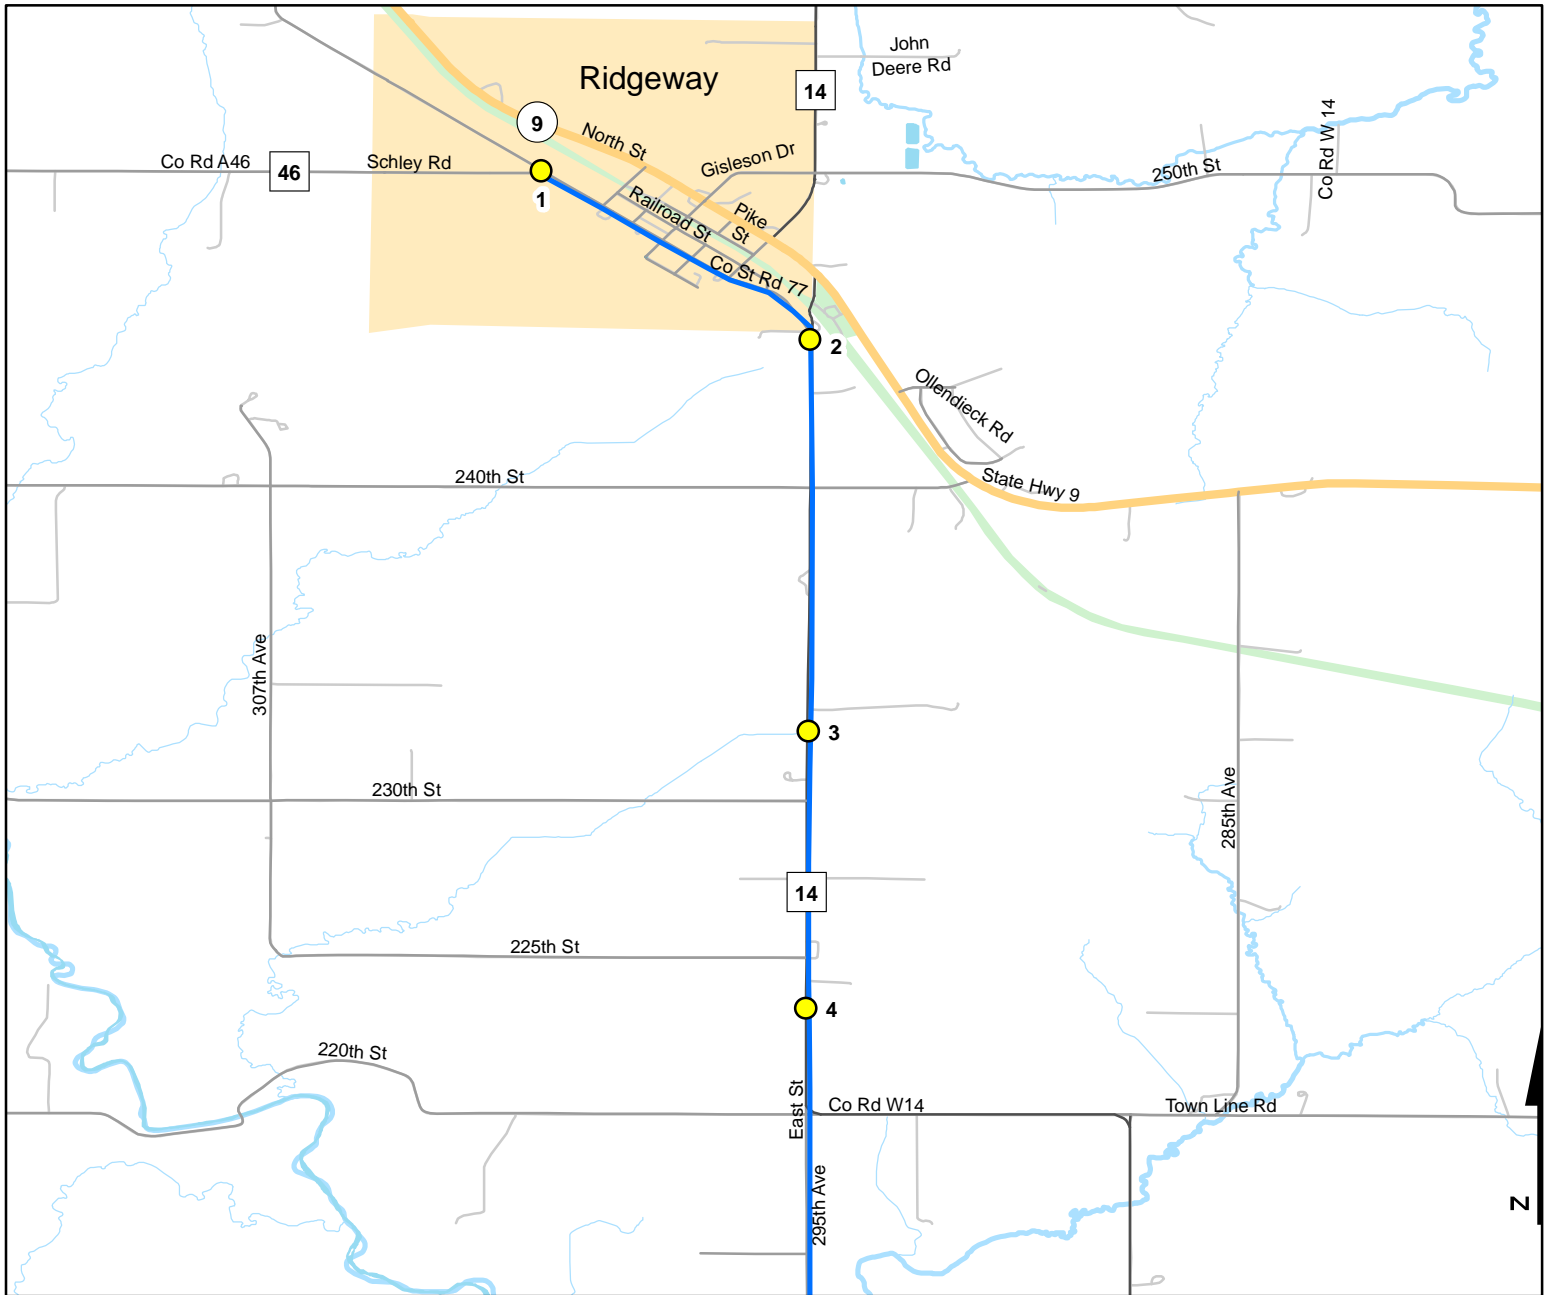 John
Deere Rd
Ridgeway
14
9
North St
Gisleson Dr
Co Rd W 14
Co Rd A46
46
Schley Rd
250th St
1
Railroad St
Pike
St
Co St Rd 77
2
Ollendieck Rd
240th St
State Hwy 9
307th Ave
3
230th St
285th Ave
14
225th St
4
220th St
East St
Co Rd W14
Town Line Rd
295th Ave
N